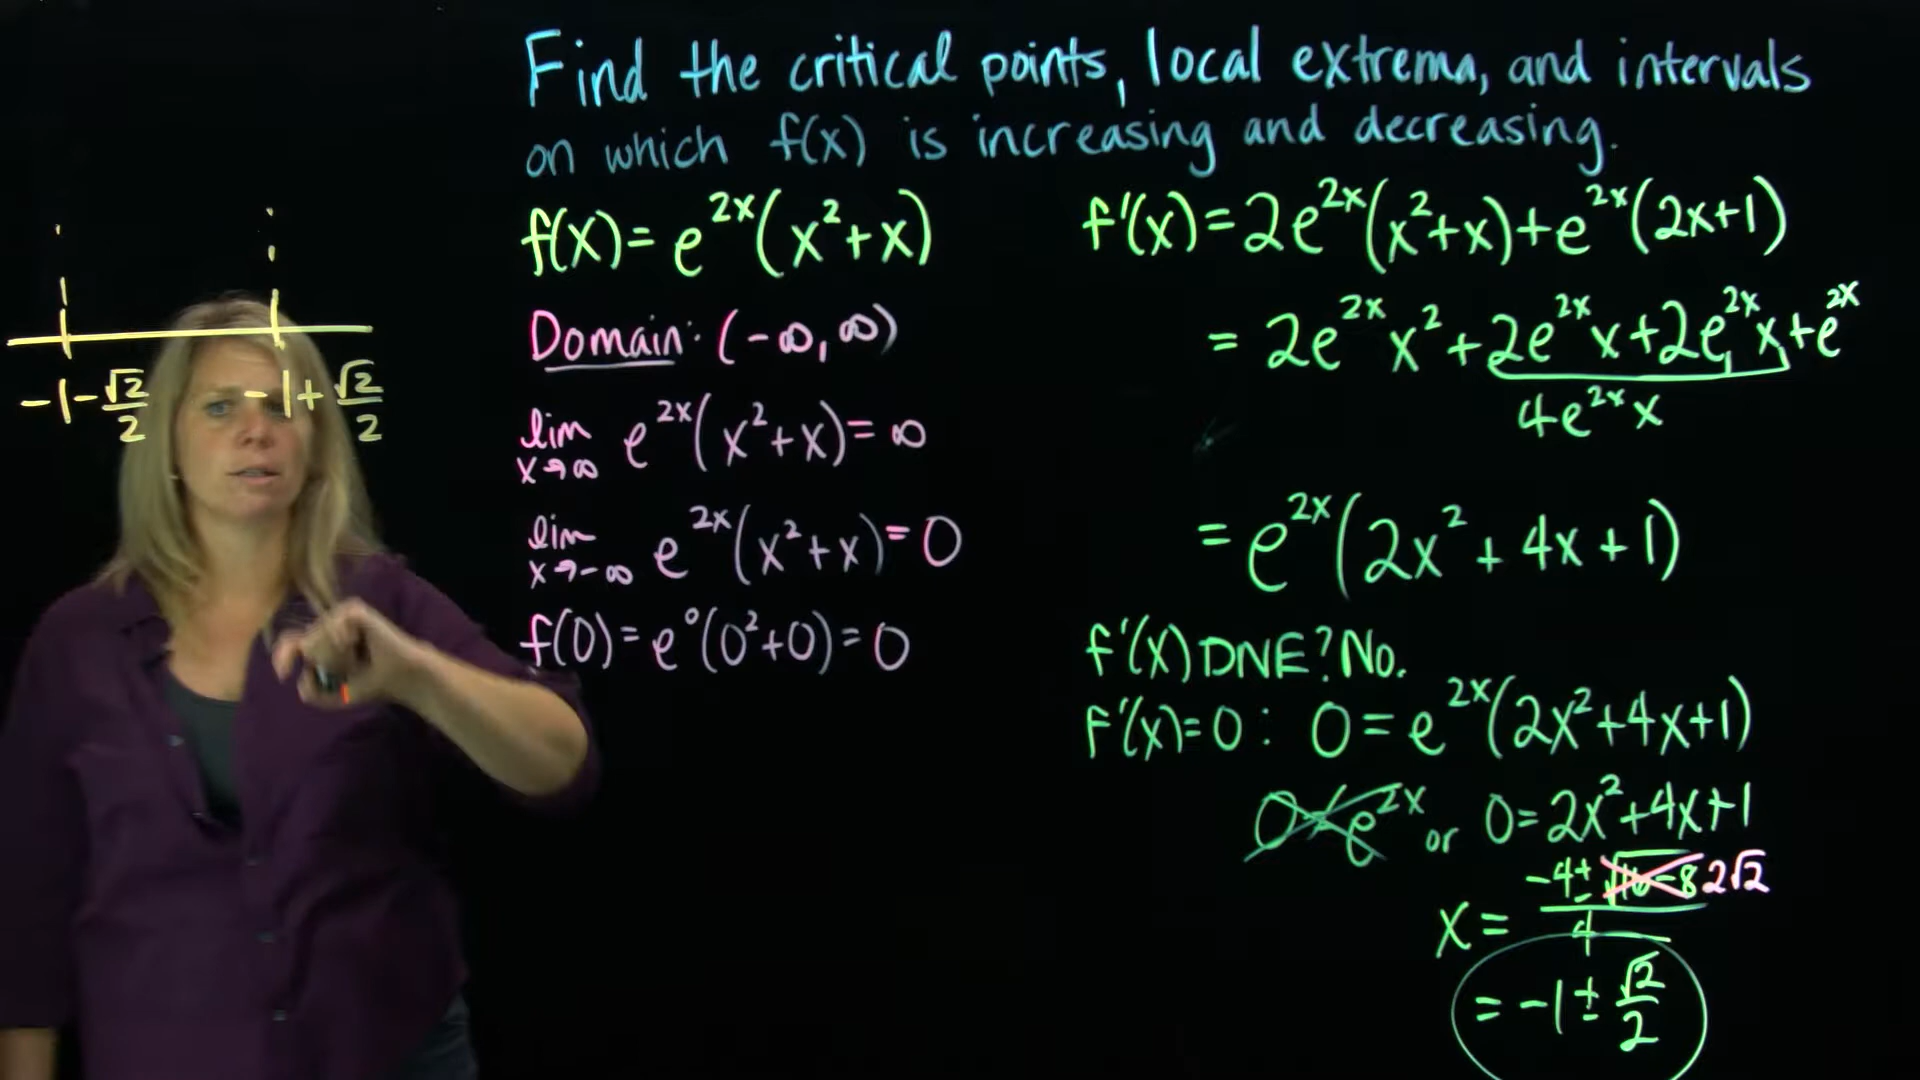 Find the critical points, local extrema, and intervals
on which f(x) is increasing and decreasing.
f(x) = e^{2x}(x²+x)
Domain: (-∞, ∞)
lim x→∞ e^{2x}(x²+x) = ∞
lim x→-∞ e^{2x}(x²+x) = 0
f(0) = e⁰(0²+0) = 0
f'(x) = 2e^{2x}(x²+x) + e^{2x}(2x+1)
= 2e^{2x}x² + 2e^{2x}x + 2e^{2x}x + e^{2x}
4e^{2x}x
= e^{2x}(2x² + 4x + 1)
f'(x) DNE? No.
f'(x) = 0: 0 = e^{2x}(2x²+4x+1)
0 ≠ e^{2x} or 0 = 2x²+4x+1
x = (-4 ± √16-8 2√2)/4
= -1 ± √2/2
-1 - √2/2 -1 + √2/2